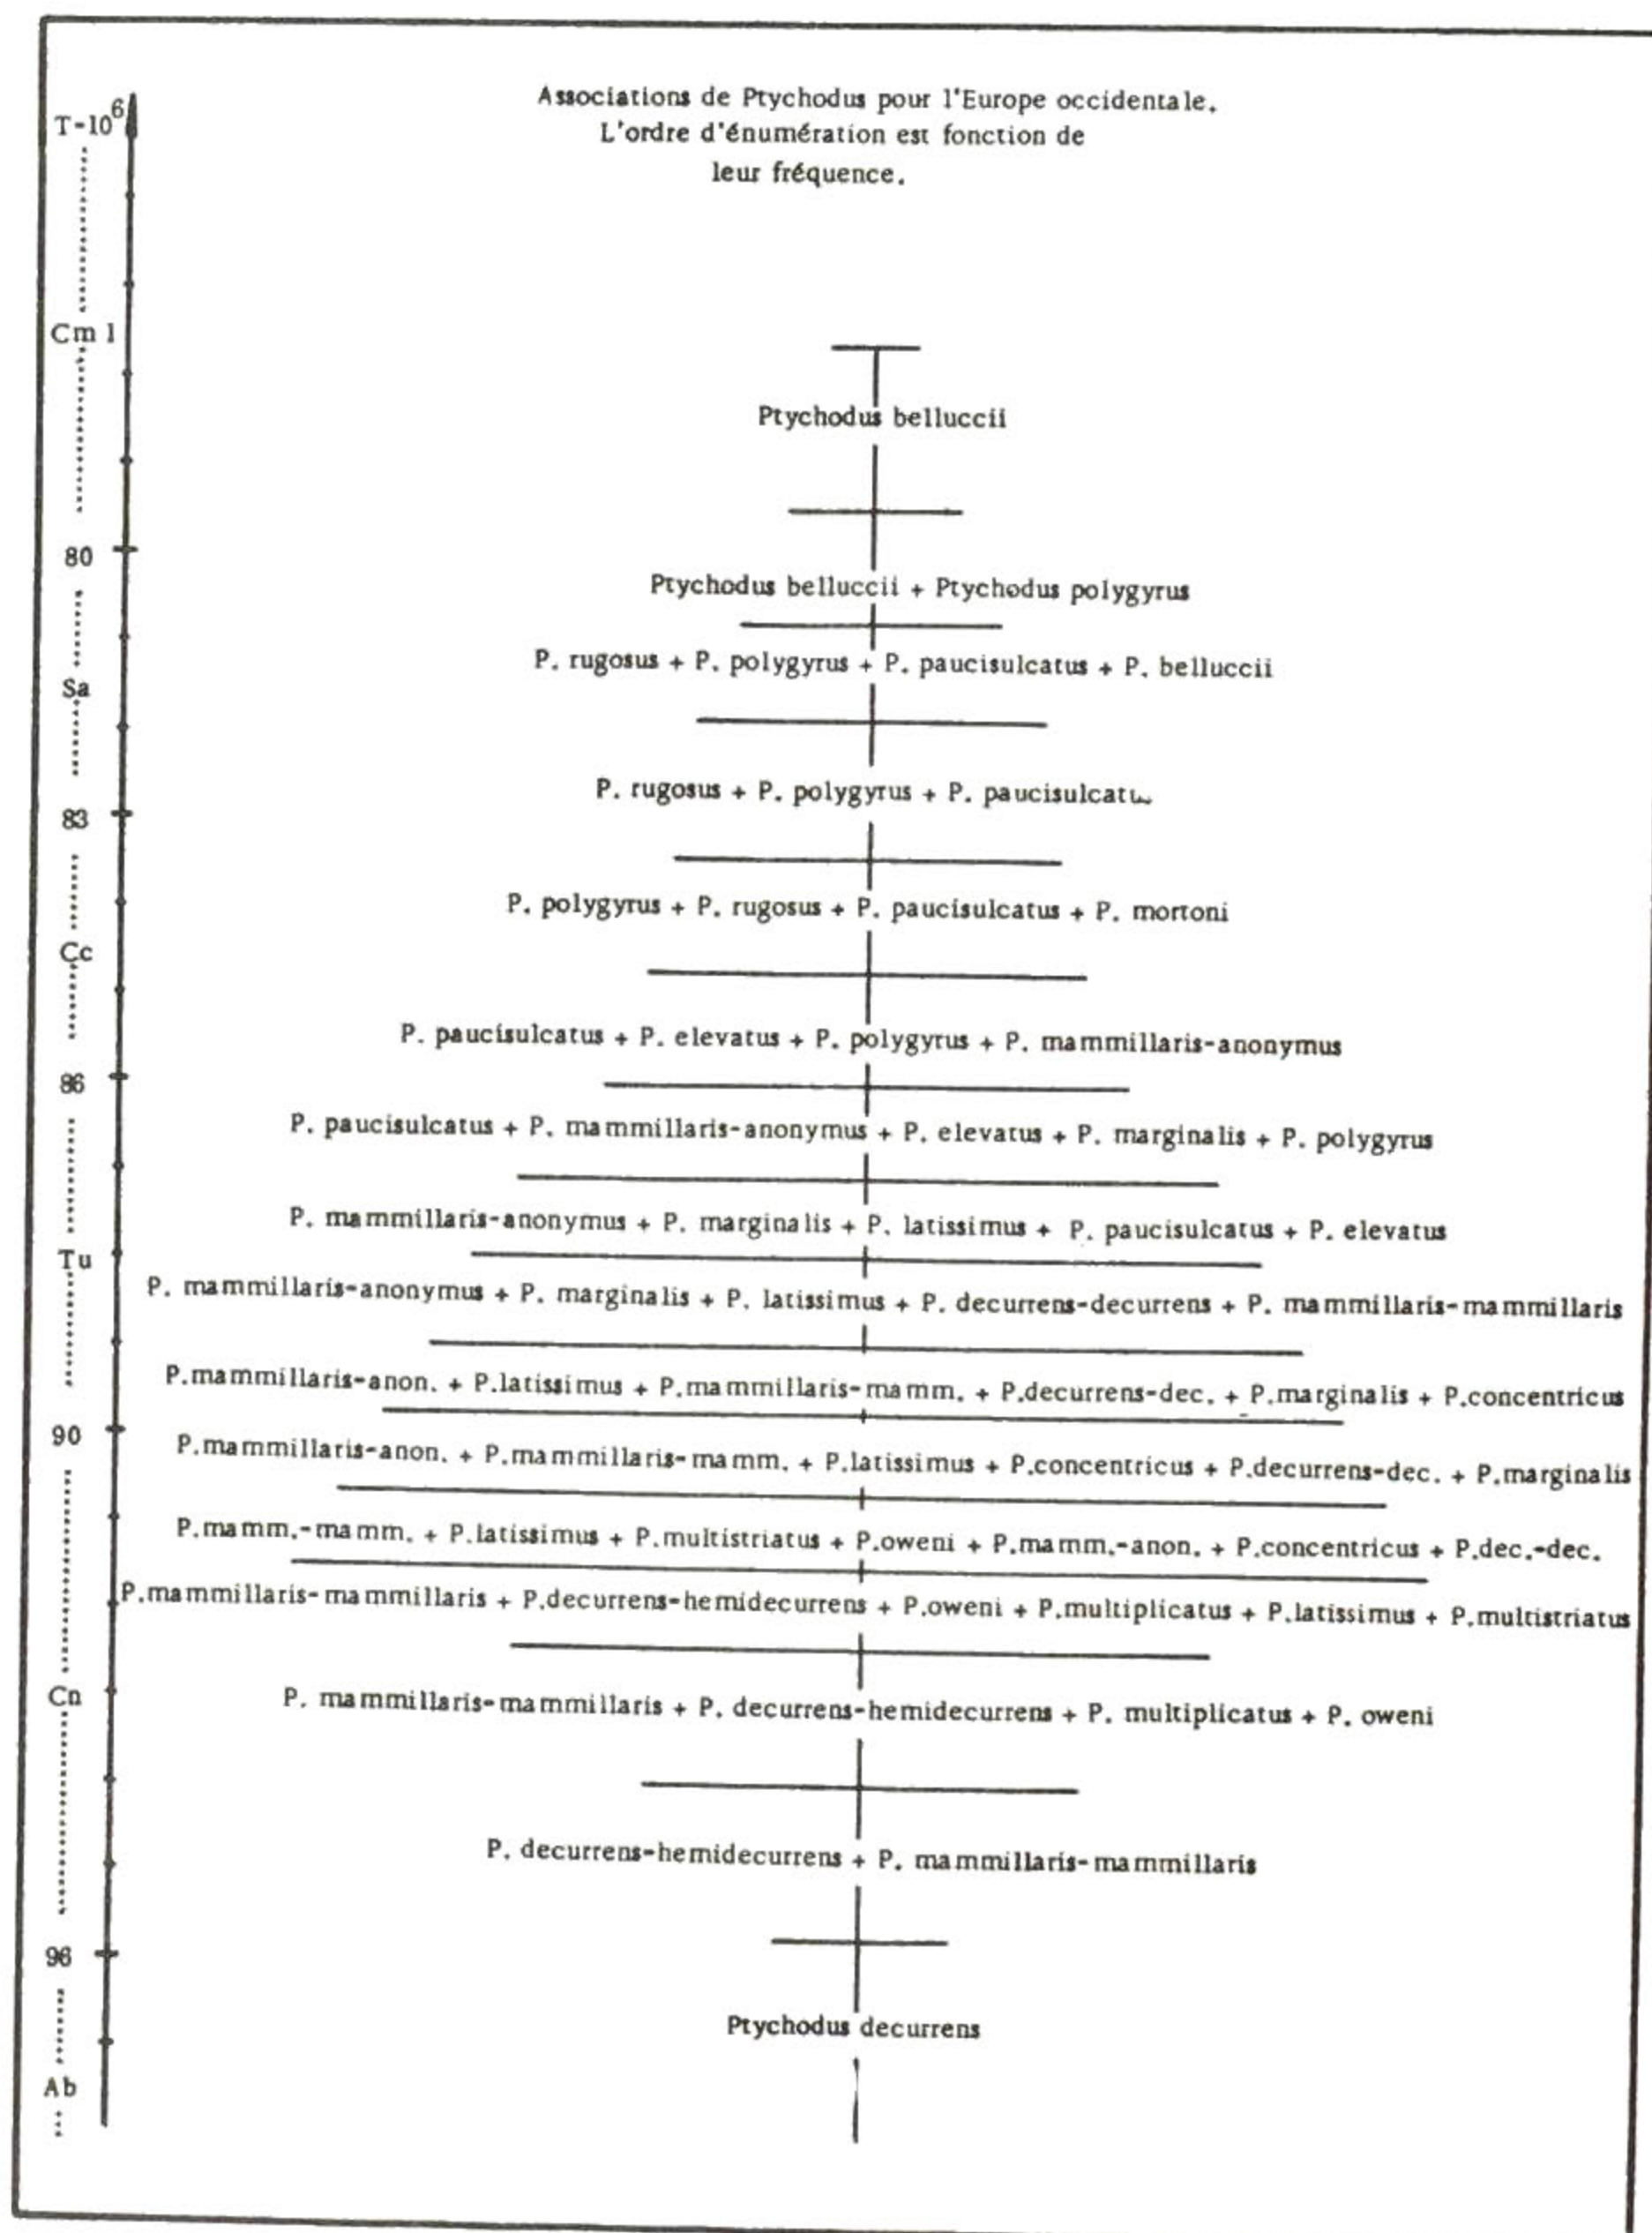 Associations de Ptychodus pour l'Europe occidentale.
L'ordre d'énumération est fonction de
leur fréquence.
T-10⁶
Cm 1
Ptychodus belluccii
80
Ptychodus belluccii + Ptychodus polygyrus
P. rugosus + P. polygyrus + P. paucisulcatus + P. belluccii
Sa
P. rugosus + P. polygyrus + P.
83
P. polygyrus + P. rugosus + P. paucisulcatus + P. mortoni
Cc
P. paucisulcatus + P. elevatus + P. polygyrus + P. mammillaris-anonymus
86
P. paucisulcatus + P. mammillaris-anonymus + P. elevatus + P. marginalis + P. polygyrus
P. mammillaris-anonymus + P. marginalis + P. latissimus + P. paucisulcatus + P. elevatus
Tu
P. mammillaris-anonymus + P. marginalis + P. latissimus + P. decurrens-decurrens + P. mammillaris-mammillaris
P.mammillaris-anon. + P.latissimus + P.mammillaris-mamm. + P.decurrens-dec. + P.marginalis + P.concentricus
90
P.mammillaris-anon. + P.mammillaris-mamm. + P.latissimus + P.concentricus + P.decurrens-dec. + P.marginalis
P.mamm.-mamm. + P.latissimus + P.multistriatus + P.oweni + P.mamm.-anon. + P.concentricus + P.dec.-dec.
P.mammillaris-mammillaris + P.decurrens-hemidecurrens + P.oweni + P.multiplicatus + P.latissimus + P.multistriatus
Cn
P. mammillaris-mammillaris + P. decurrens-hemidecurrens + P. multiplicatus + P. oweni
P. decurrens-hemidecurrens + P. mammillaris-mammillaris
96
Ptychodus decurrens
Ab